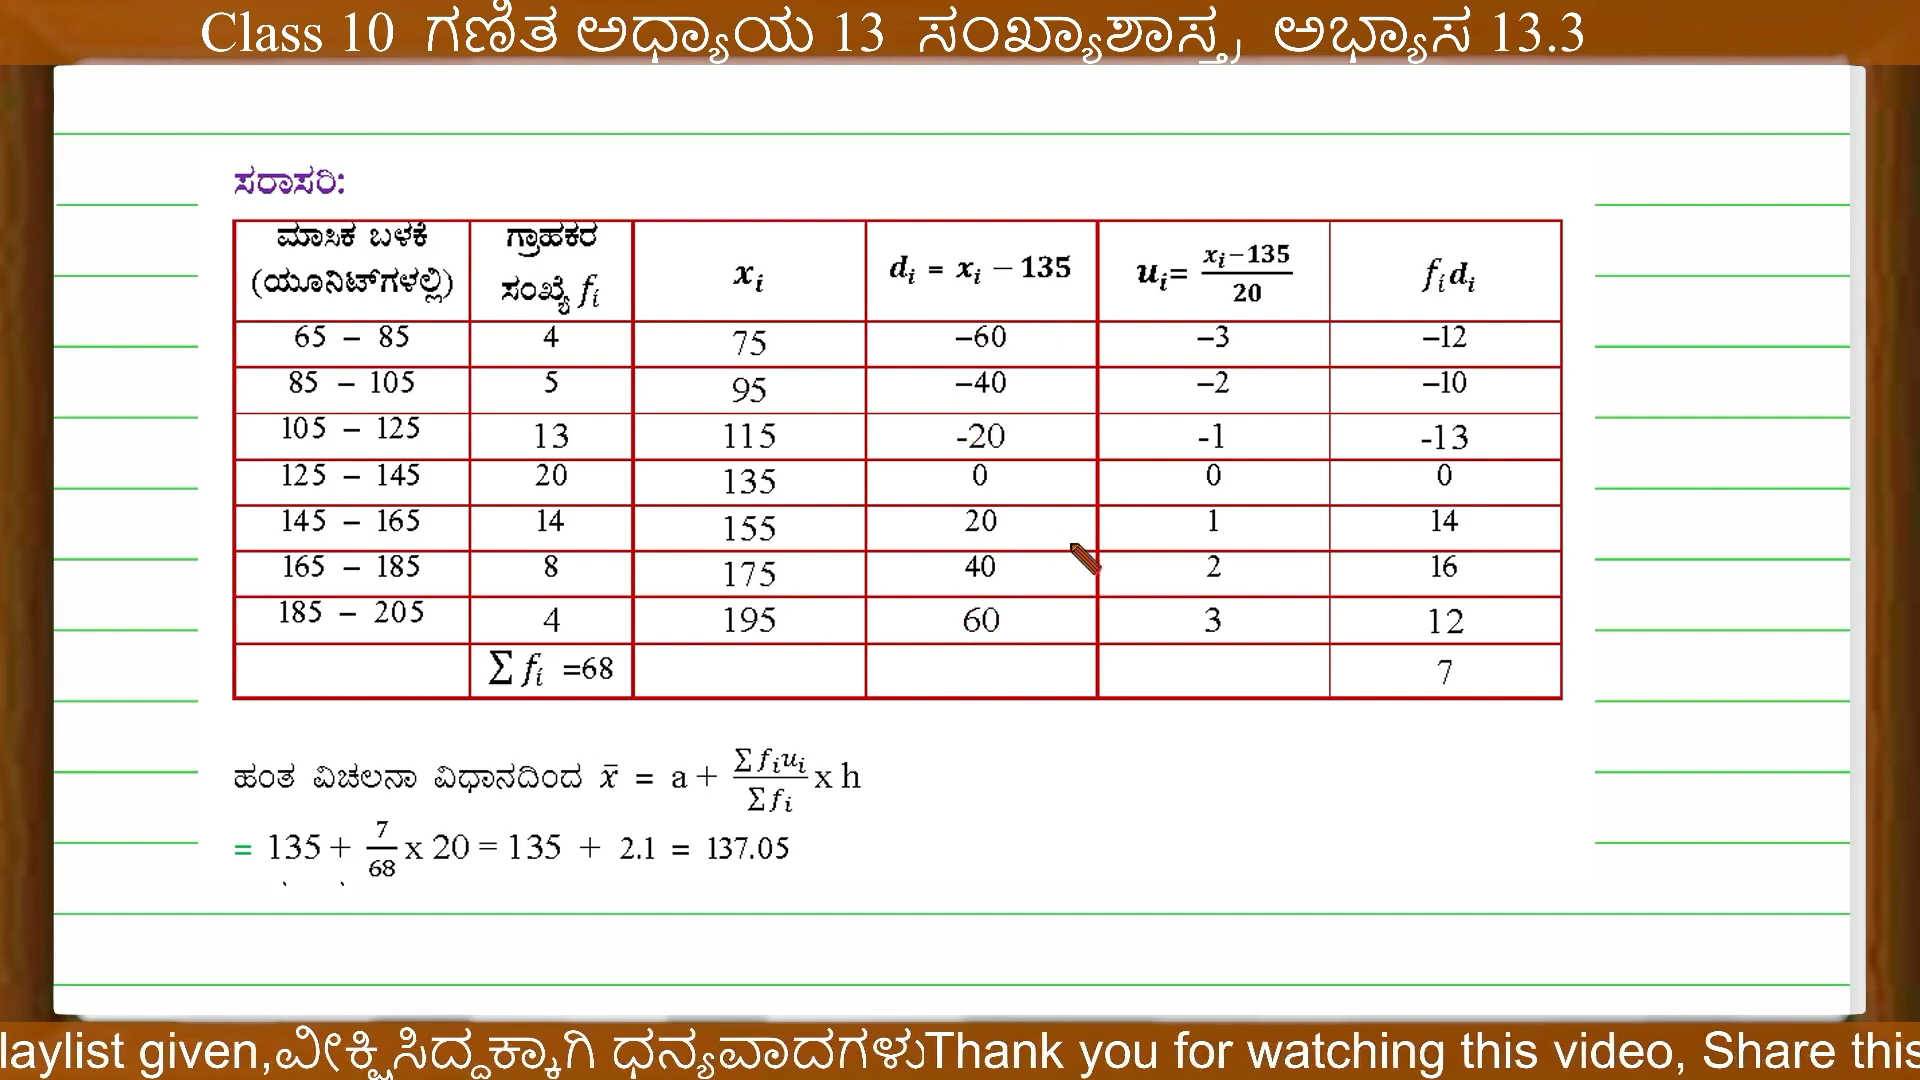 Class 10 ಗಣಿತ ಅಧ್ಯಾಯ 13 ಸಂಖ್ಯಾಶಾಸ್ತ್ರ ಅಭ್ಯಾಸ 13.3
ಸರಾಸರಿ:
ಮಾಸಿಕ ಬಳಕೆ (ಯೂನಿಟ್‌ಗಳಲ್ಲಿ) ಗ್ರಾಹಕರ ಸಂಖ್ಯೆ fᵢ xᵢ dᵢ = xᵢ − 135 uᵢ= (xᵢ−135)/20 fᵢdᵢ
65 – 85 4 75 –60 –3 –12
85 – 105 5 95 –40 –2 –10
105 – 125 13 115 -20 -1 -13
125 – 145 20 135 0 0 0
145 – 165 14 155 20 1 14
165 – 185 8 175 40 2 16
185 – 205 4 195 60 3 12
∑ fᵢ =68 7
ಹಂತ ವಿಚಲನಾ ವಿಧಾನದಿಂದ x̄ = a + ∑fᵢuᵢ/∑fᵢ x h
= 135 + 7/68 x 20 = 135 + 2.1 = 137.05
laylist given,ವೀಕ್ಷಿಸಿದ್ದಕ್ಕಾಗಿ ಧನ್ಯವಾದಗಳುThank you for watching this video, Share this